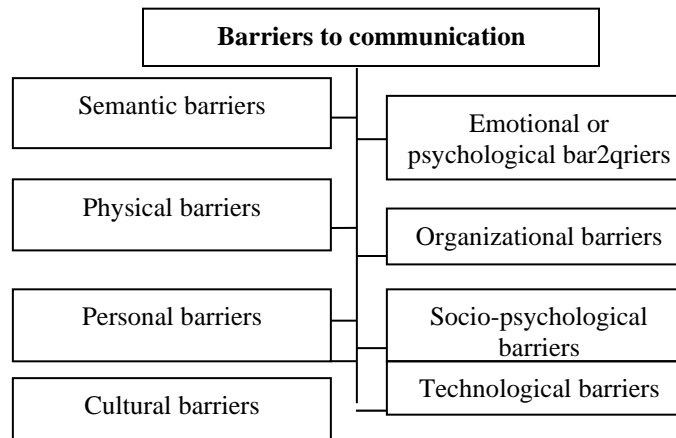 Barriers to communication
Semantic barriers
Emotional or
psychological bar2qriers
Physical barriers
Organizational barriers
Personal barriers
Socio-psychological
barriers
Technological barriers
Cultural barriers